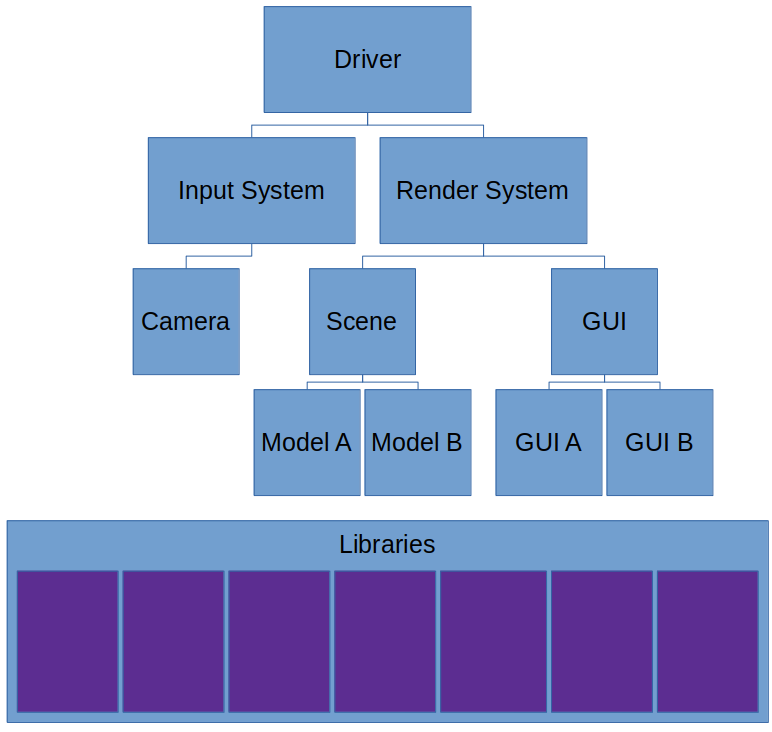 Driver
Input System
Render System
Camera
Scene
GUI
Model A
Model B
GUI A
GUI B
Libraries